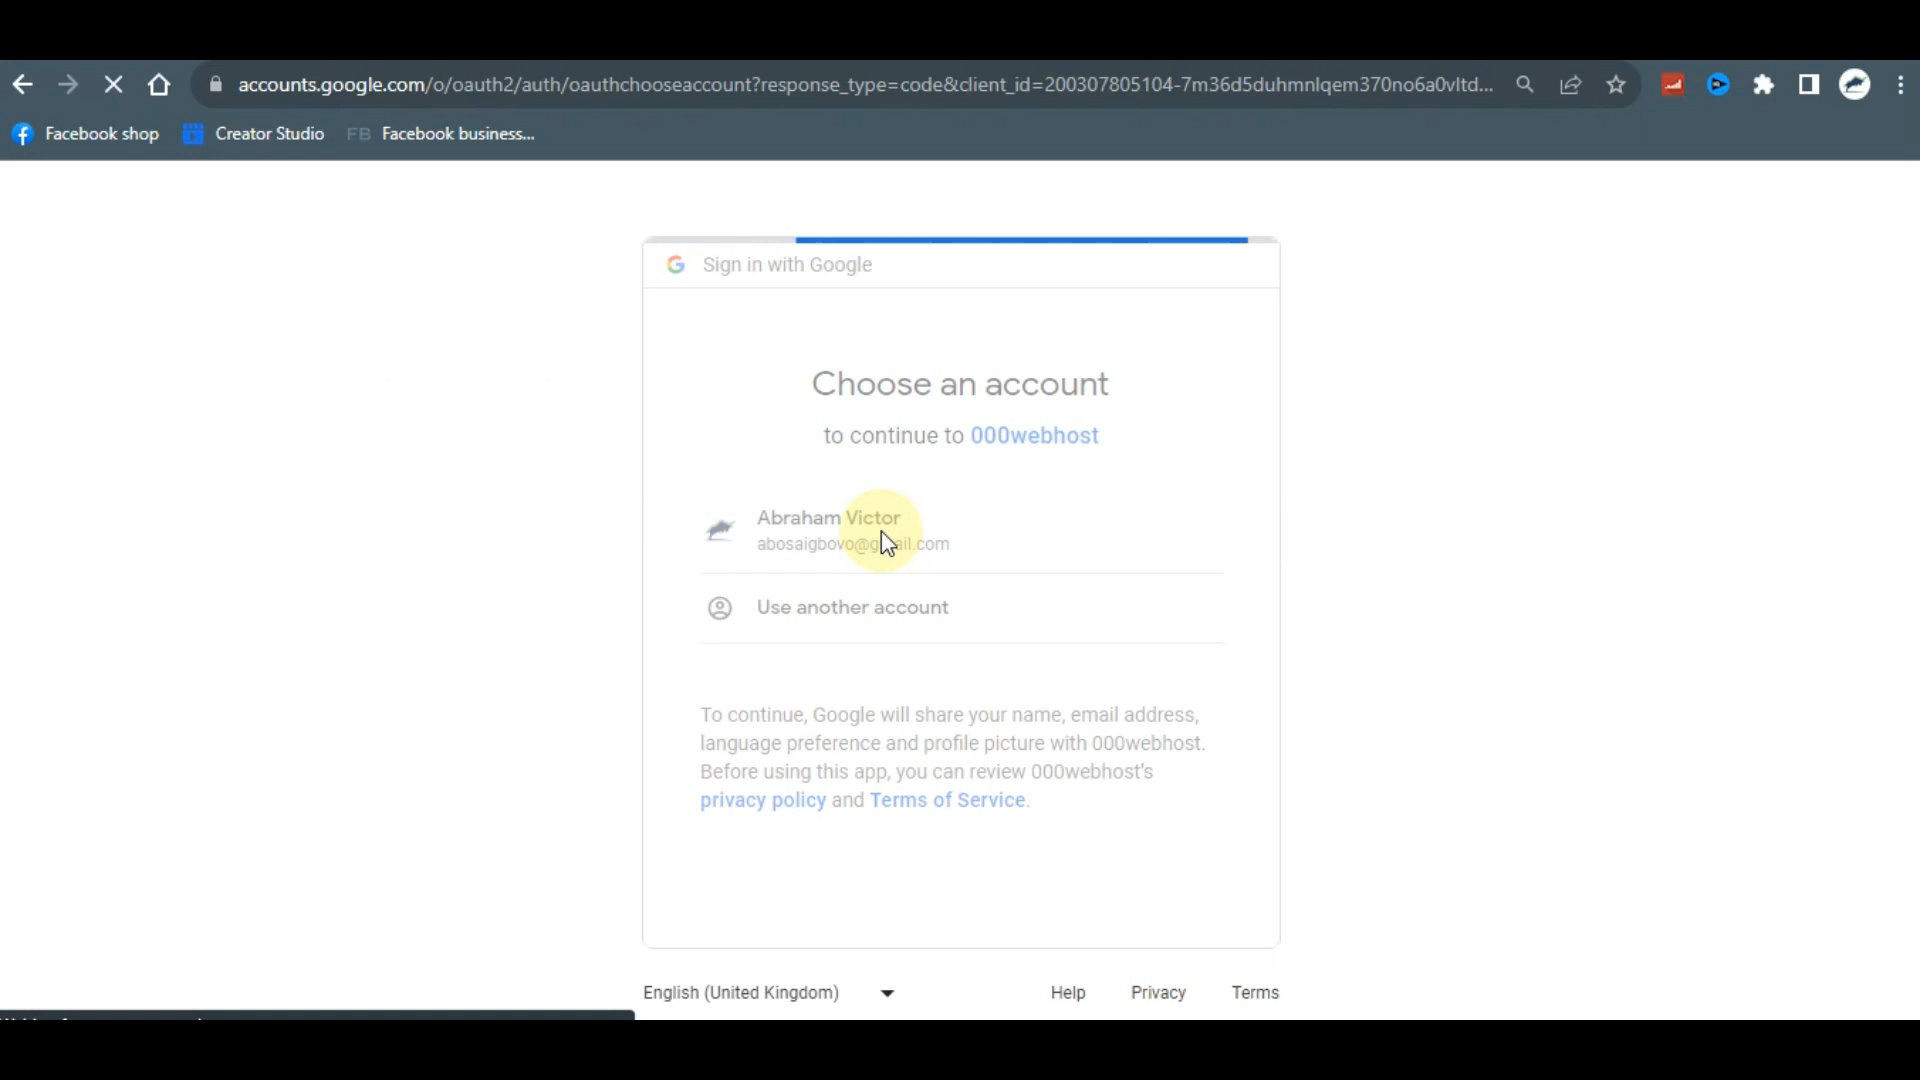 accounts.google.com/o/oauth2/auth/oauthchooseaccount?response_type=code&client_id=200307805104-7m36d5duhmnlqem370no6a0vltd...
Facebook shop Creator Studio FB Facebook business...
Sign in with Google
Choose an account
to continue to 000webhost
Abraham Victor
abosaigbovo@gmail.com
Use another account
To continue, Google will share your name, email address,
language preference and profile picture with 000webhost.
Before using this app, you can review 000webhost's
privacy policy and Terms of Service.
English (United Kingdom) Help Privacy Terms